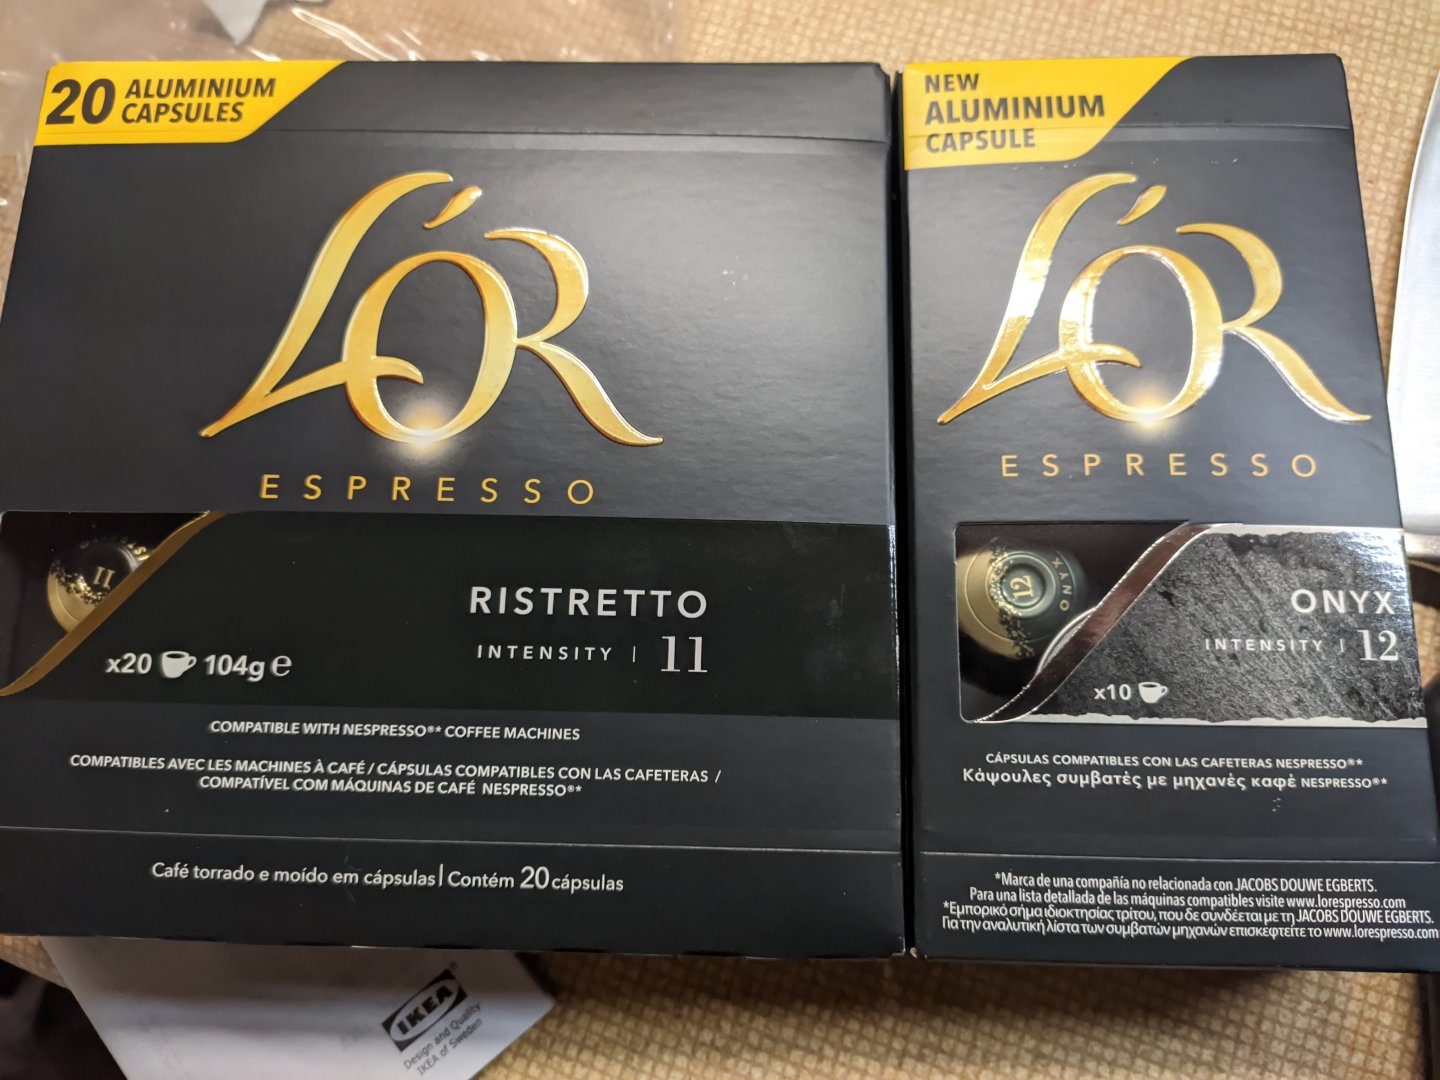 20 ALUMINIUM
CAPSULES
L'OR
ESPRESSO
11
RISTRETTO
INTENSITY | 11
x20 104g e
COMPATIBLE WITH NESPRESSO®* COFFEE MACHINES
COMPATIBLES AVEC LES MACHINES À CAFÉ / CÁPSULAS COMPATIBLES CON LAS CAFETERAS /
COMPATÍVEL COM MÁQUINAS DE CAFÉ NESPRESSO®*
Café torrado e moído em cápsulas | Contém 20 cápsulas
NEW
ALUMINIUM
CAPSULE
L'OR
ESPRESSO
12
ONYX
ONYX
INTENSITY | 12
x10
CÁPSULAS COMPATIBLES CON LAS CAFETERAS NESPRESSO®*
Κάψουλες συμβατές με μηχανές καφέ NESPRESSO®*
*Marca de una compañía no relacionada con JACOBS DOUWE EGBERTS.
Para una lista detallada de las máquinas compatibles visite www.lorespresso.com
*Εμπορικό σήμα ιδιοκτησίας τρίτου, που δε συνδέεται με τη JACOBS DOUWE EGBERTS.
Για την αναλυτική λίστα των συμβατών μηχανών επισκεφτείτε το www.lorespresso.com
IKEA®
Design and Quality
IKEA of Sweden